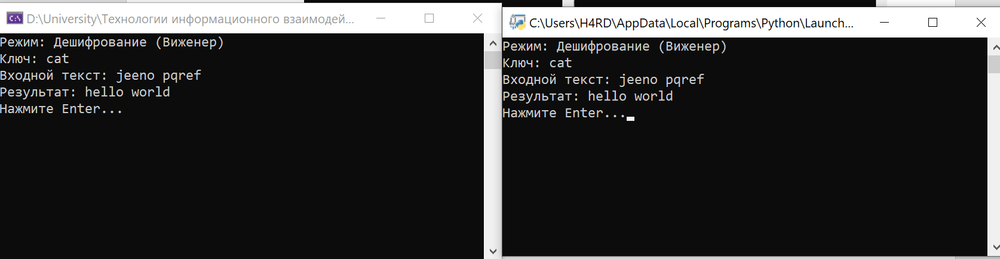 D:\University\Технологии информационного взаимодей...
Режим: Дешифрование (Виженер)
Ключ: cat
Входной текст: jeeno pqref
Результат: hello world
Нажмите Enter...
C:\Users\H4RD\AppData\Local\Programs\Python\Launch...
Режим: Дешифрование (Виженер)
Ключ: cat
Входной текст: jeeno pqref
Результат: hello world
Нажмите Enter...